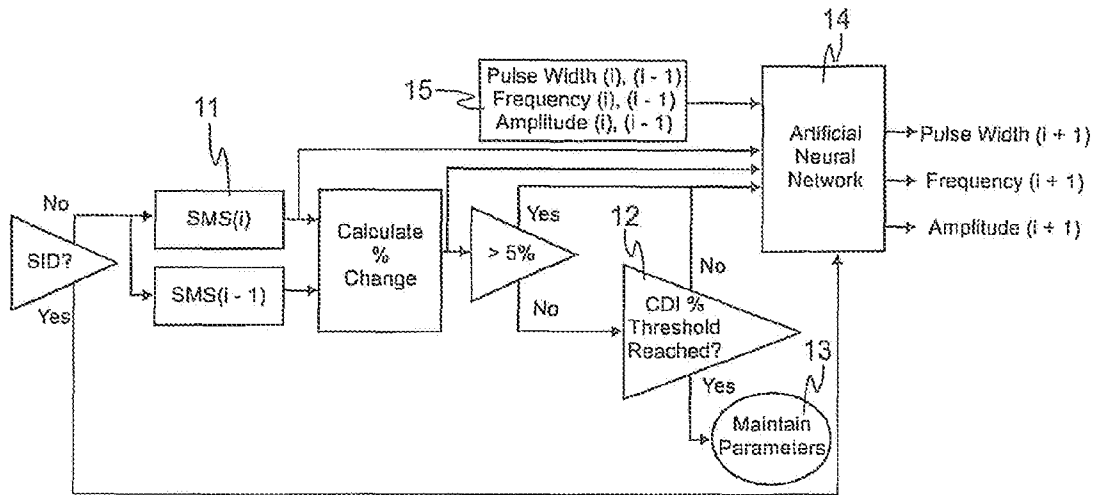 14
15
Pulse Width (i), (i - 1)
Frequency (i), (i - 1)
Amplitude (i), (i - 1)
11
Artificial
Neural
Network
Pulse Width (i + 1)
Frequency (i + 1)
Amplitude (i + 1)
No
SMS(i)
SID?
Yes
SMS(i - 1)
Calculate
%
Change
> 5%
Yes
No
12
No
CDI %
Threshold
Reached?
Yes
13
Maintain
Parameters